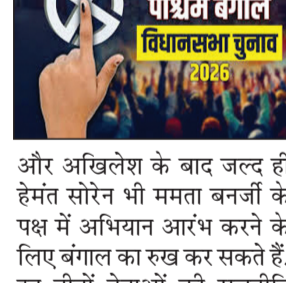 पश्चिम बंगाल
विधानसभा चुनाव
2026
और अखिलेश के बाद जल्द ही
हेमंत सोरेन भी ममता बनर्जी के
पक्ष में अभियान आरंभ करने के
लिए बंगाल का रुख कर सकते हैं.